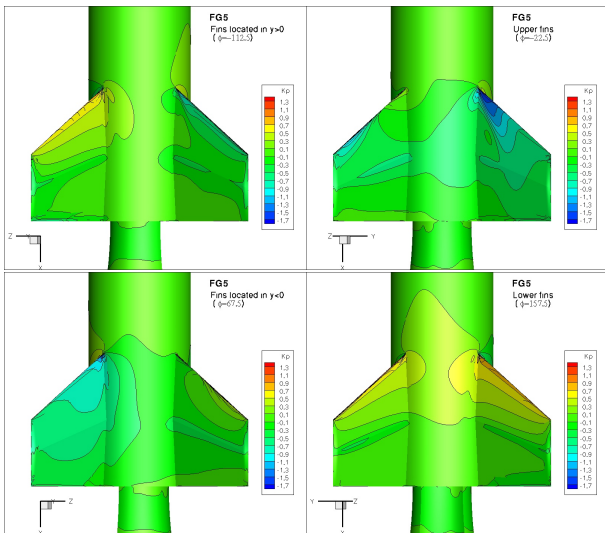 FG5
Fins located in y>0
( ϕ=-112.5)
Kp
1.3
1.1
0.9
0.7
0.5
0.3
0.1
-0.1
-0.3
-0.5
-0.7
-0.9
-1.1
-1.3
-1.5
-1.7
Z
X
FG5
Upper fins
( ϕ=-22.5)
Kp
1.3
1.1
0.9
0.7
0.5
0.3
0.1
-0.1
-0.3
-0.5
-0.7
-0.9
-1.1
-1.3
-1.5
-1.7
Z
Y
X
FG5
Fins located in y<0
( ϕ=67.5)
Kp
1.3
1.1
0.9
0.7
0.5
0.3
0.1
-0.1
-0.3
-0.5
-0.7
-0.9
-1.1
-1.3
-1.5
-1.7
Y
Z
X
FG5
Lower fins
( ϕ=157.5)
Kp
1.3
1.1
0.9
0.7
0.5
0.3
0.1
-0.1
-0.3
-0.5
-0.7
-0.9
-1.1
-1.3
-1.5
-1.7
Y
Z
X